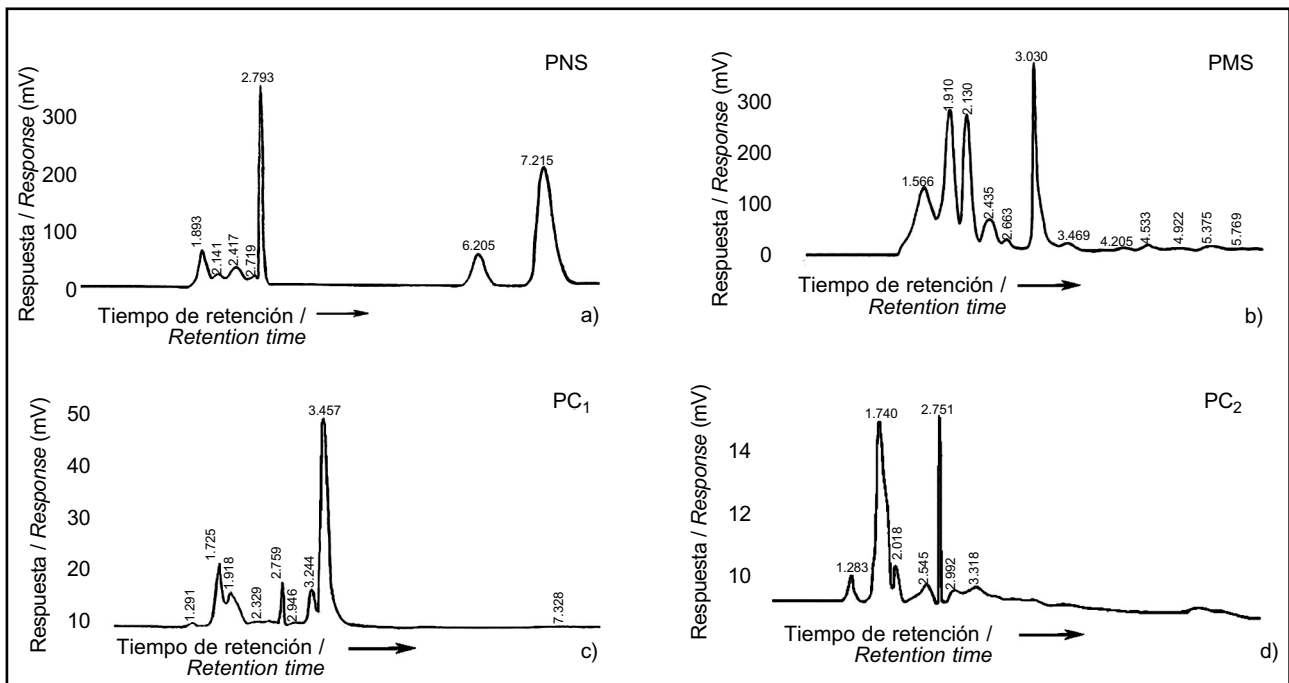 PNS
Respuesta / Response (mV)
300
200
100
0
1.893
2.141
2.417
2.719
2.793
6.205
7.215
Tiempo de retención /
Retention time
a)
PMS
Respuesta / Response (mV)
300
200
100
0
1.566
1.910
2.130
2.435
2.663
3.030
3.469
4.205
4.533
4.922
5.375
5.769
Tiempo de retención /
Retention time
b)
PC1
Respuesta / Response (mV)
50
40
30
20
10
1.291
1.725
1.918
2.329
2.759
2.946
3.244
3.457
7.328
Tiempo de retención /
Retention time
c)
PC2
Respuesta / Response (mV)
14
12
10
1.283
1.740
2.018
2.545
2.751
2.992
3.318
Tiempo de retención /
Retention time
d)